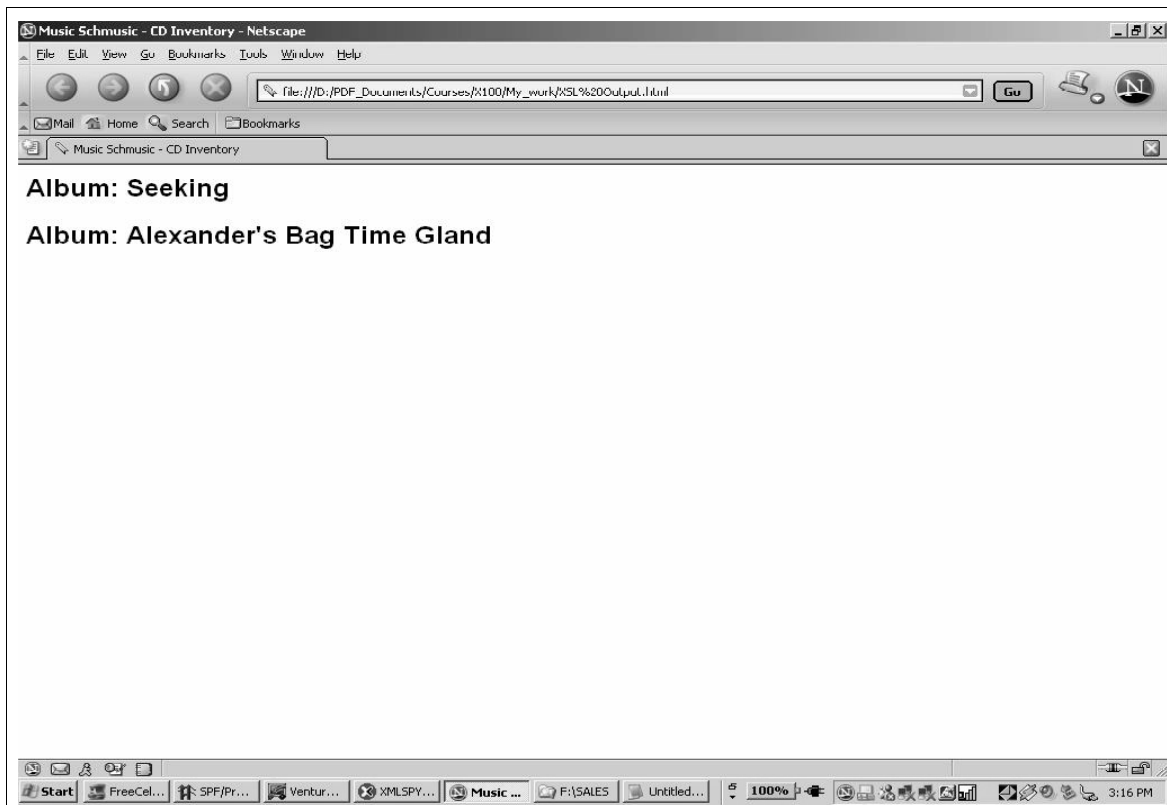 Music Schmusic - CD Inventory - Netscape
File Edit View Go Bookmarks Tools Window Help
file:///D:/PDF_Documents/Courses/X100/My_work/XSL%20Output.html Go
Mail Home Search Bookmarks
Music Schmusic - CD Inventory
Album: Seeking
Album: Alexander's Bag Time Gland
Start FreeCel... SPF/Pr... Ventur... XMLSPY... Music ... F:\SALES Untitled... 100% 3:16 PM